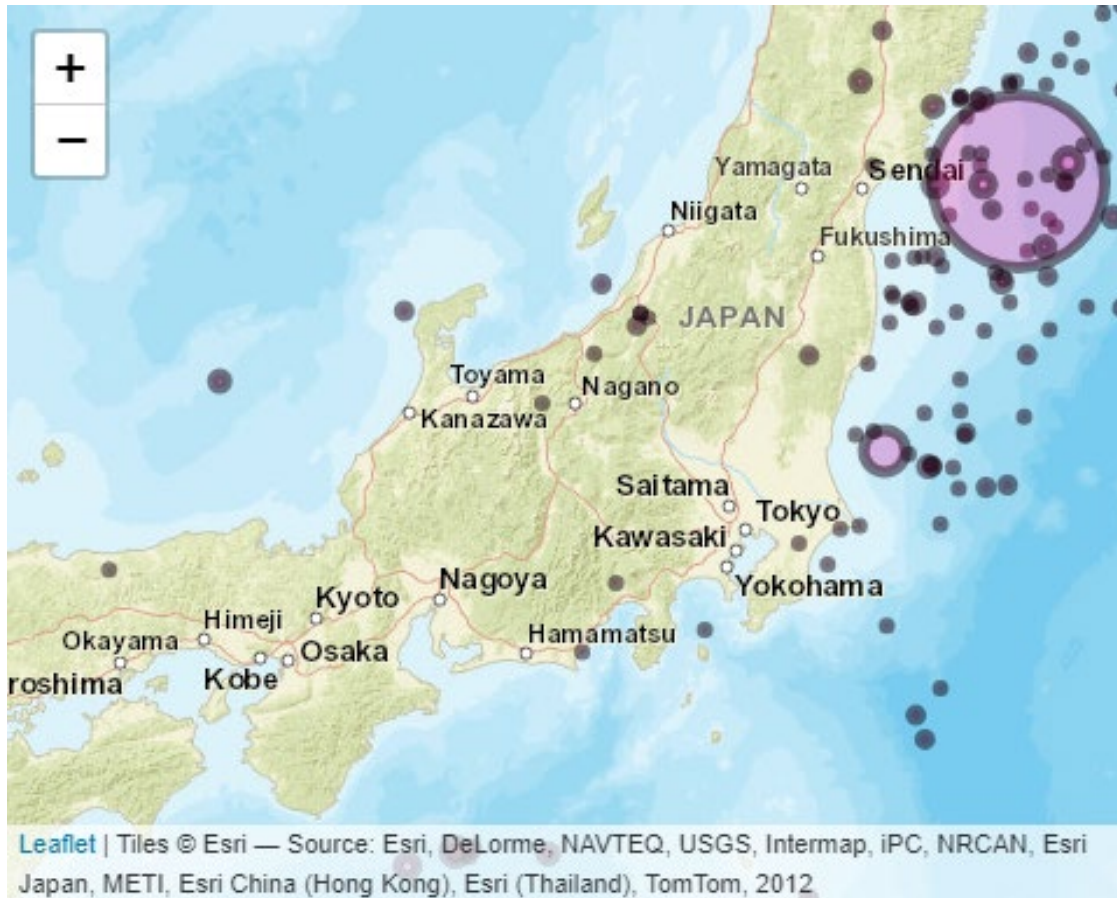 +
−
Yamagata
Sendai
Niigata
Fukushima
JAPAN
Toyama
Nagano
Kanazawa
Saitama
Tokyo
Kawasaki
Nagoya
Yokohama
Kyoto
Himeji
Hamamatsu
Okayama
Osaka
Kobe
roshima
Leaflet | Tiles © Esri — Source: Esri, DeLorme, NAVTEQ, USGS, Intermap, iPC, NRCAN, Esri
Japan, METI, Esri China (Hong Kong), Esri (Thailand), TomTom, 2012